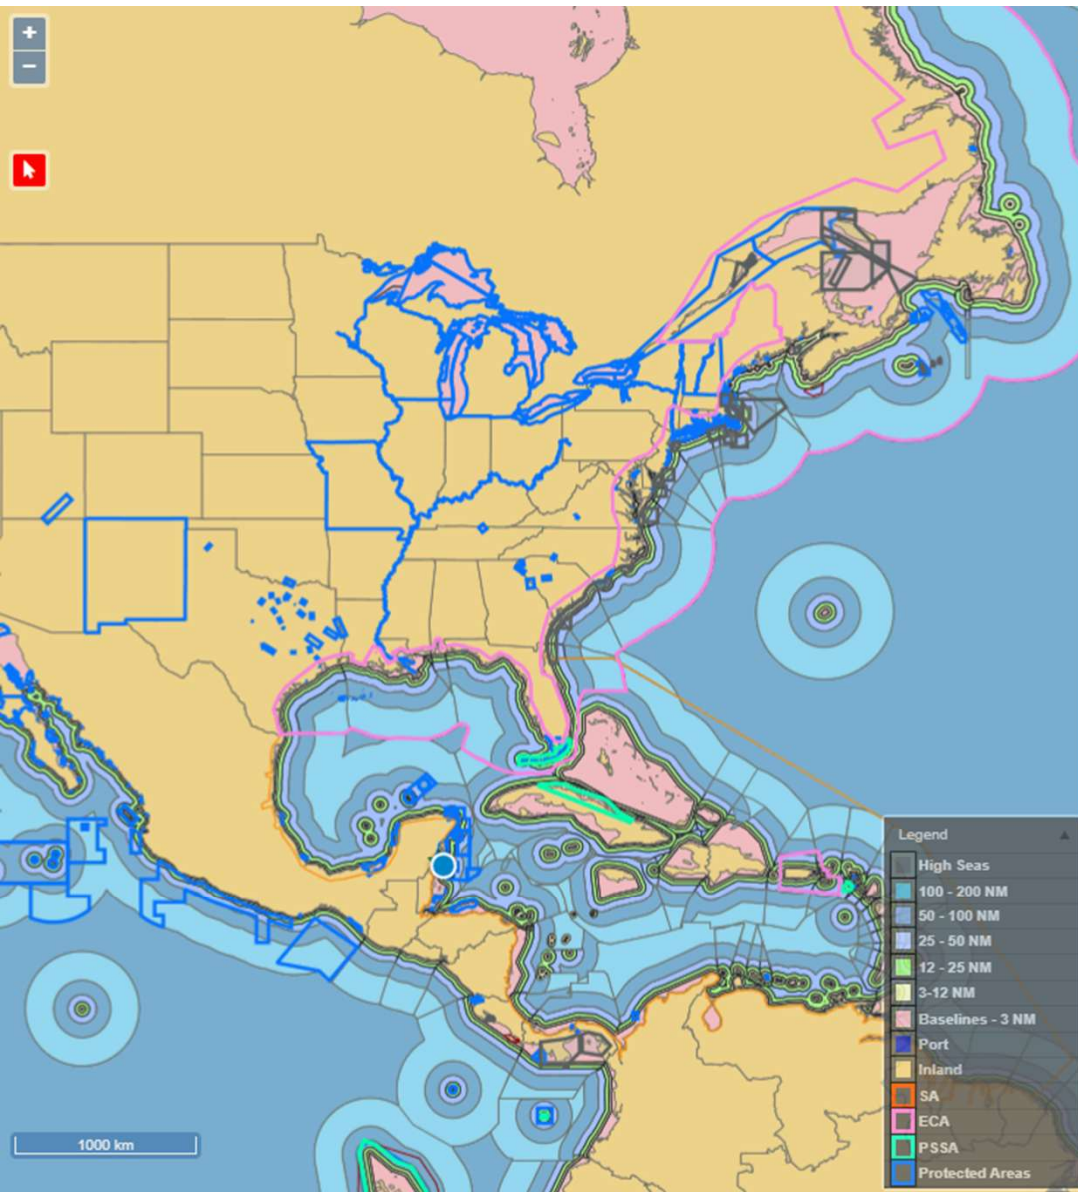 +
−
Legend
High Seas
100 - 200 NM
50 - 100 NM
25 - 50 NM
12 - 25 NM
3-12 NM
Baselines - 3 NM
Port
Inland
SA
ECA
PSSA
Protected Areas
1000 km